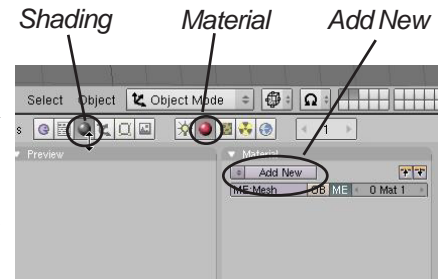 Shading Material Add New
Select Object Object Mode
s 1
Preview Material
Add New
ME:Mesh OB ME 0 Mat 1